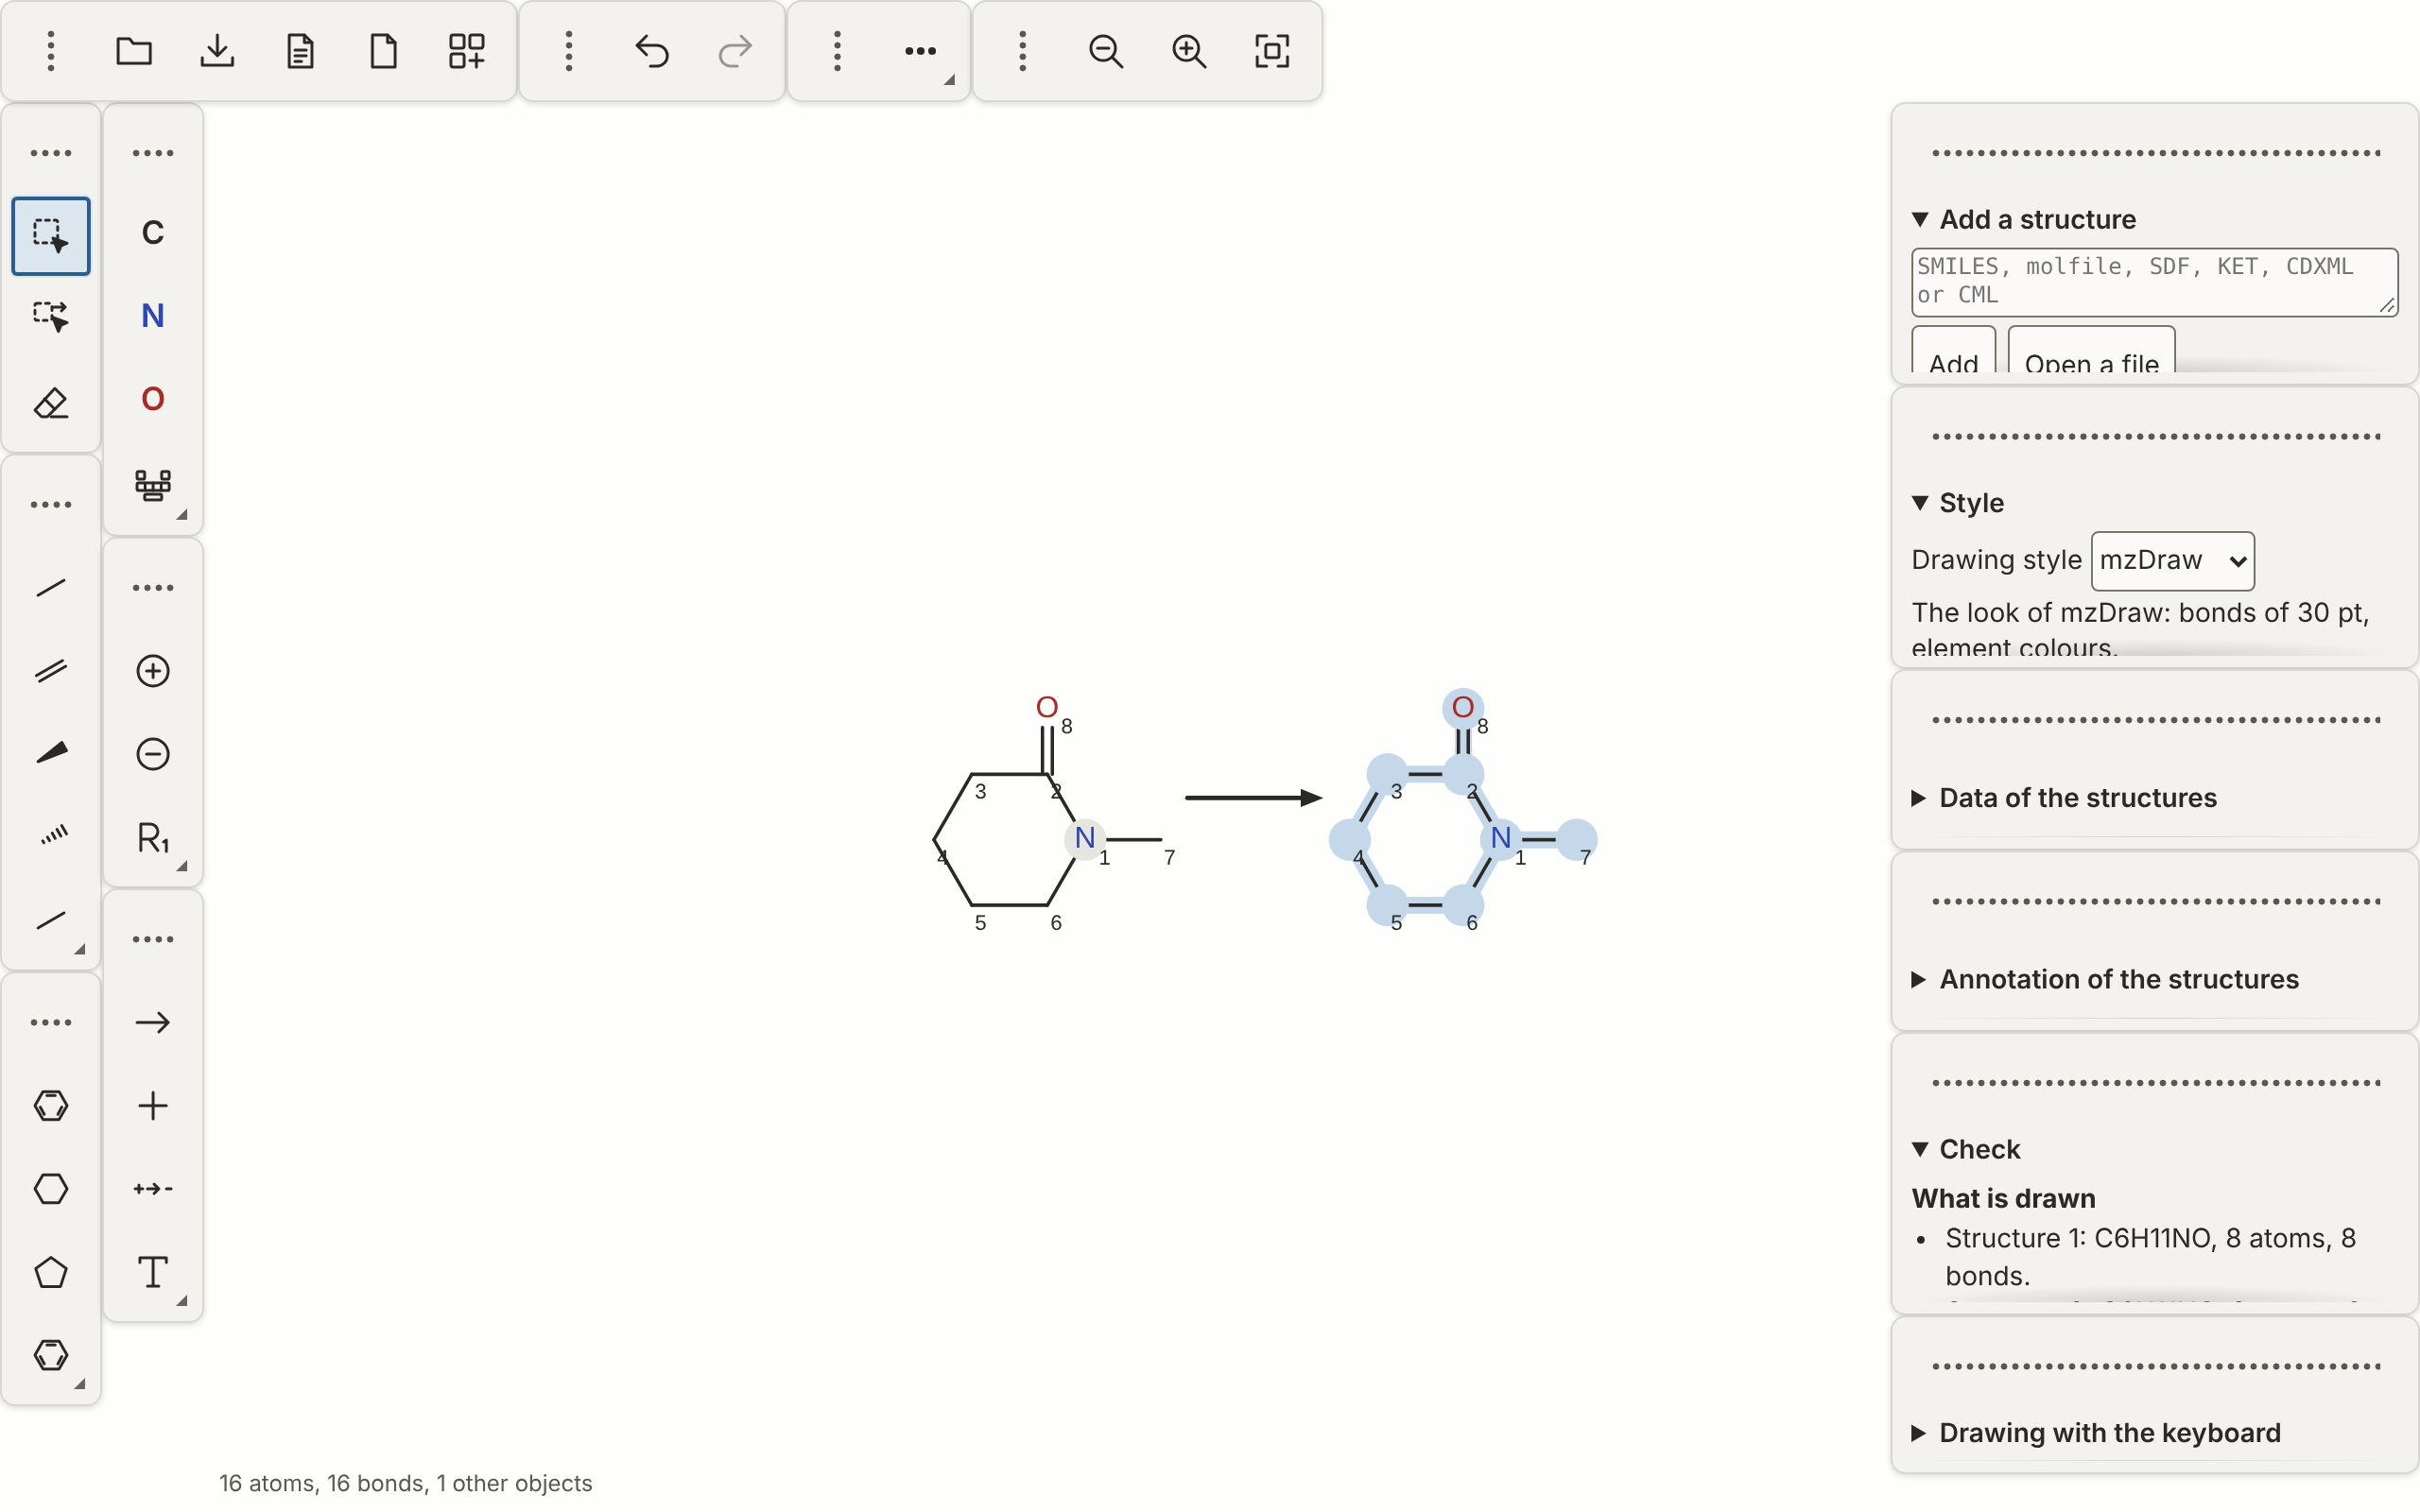 C
N
O
R1
T
Add a structure
SMILES, molfile, SDF, KET, CDXML
or CML
Add
Open a file
Style
Drawing style mzDraw
The look of mzDraw: bonds of 30 pt,
element colours.
Data of the structures
Annotation of the structures
Check
What is drawn
• Structure 1: C6H11NO, 8 atoms, 8
bonds.
Drawing with the keyboard
O
8
3
2
4
N
1
7
5
6
O
8
3
2
4
N
1
7
5
6
16 atoms, 16 bonds, 1 other objects